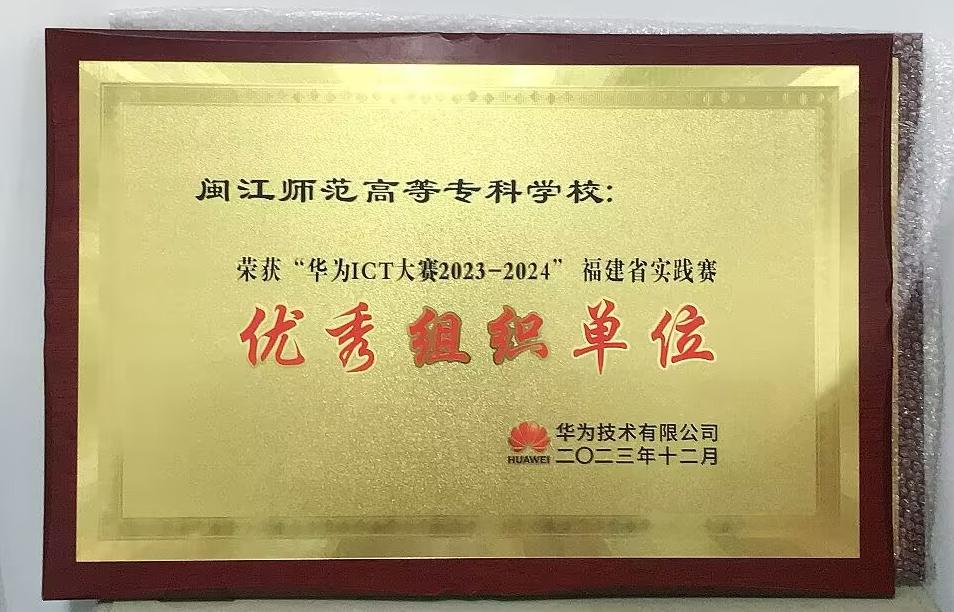 闽江师范高等专科学校:
荣获“华为ICT大赛2023-2024” 福建省实践赛
优秀组织单位
HUAWEI
华为技术有限公司
二〇二三年十二月